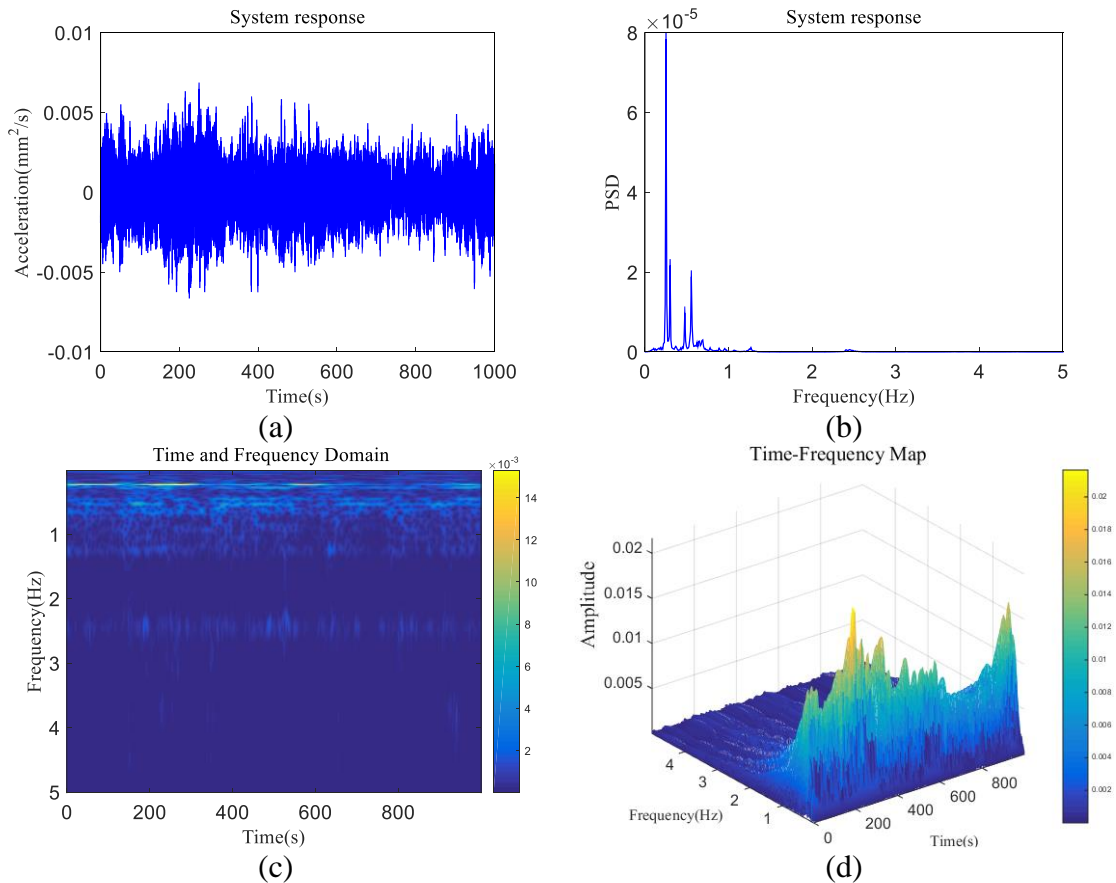 System response
0.01
0.005
0
-0.005
-0.01
Acceleration(mm²/s)
0 200 400 600 800 1000
Time(s)
(a)
System response
×10⁻⁵
8
6
4
2
0
PSD
0 1 2 3 4 5
Frequency(Hz)
(b)
Time and Frequency Domain
×10⁻³
1
2
3
4
5
Frequency(Hz)
0 200 400 600 800
Time(s)
14
12
10
8
6
4
2
(c)
Time-Frequency Map
0.02
0.015
0.01
0.005
Amplitude
4
3
2
1
Frequency(Hz)
0 200 400 600 800
Time(s)
0.02
0.018
0.016
0.014
0.012
0.01
0.008
0.006
0.004
0.002
(d)